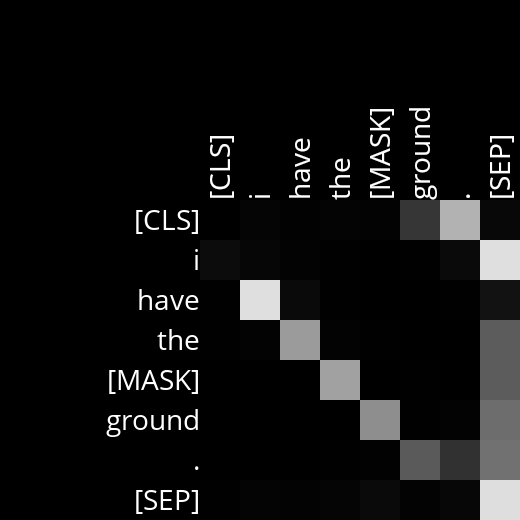 [CLS] i have the [MASK] ground . [SEP]
[CLS]
i
have
the
[MASK]
ground
.
[SEP]